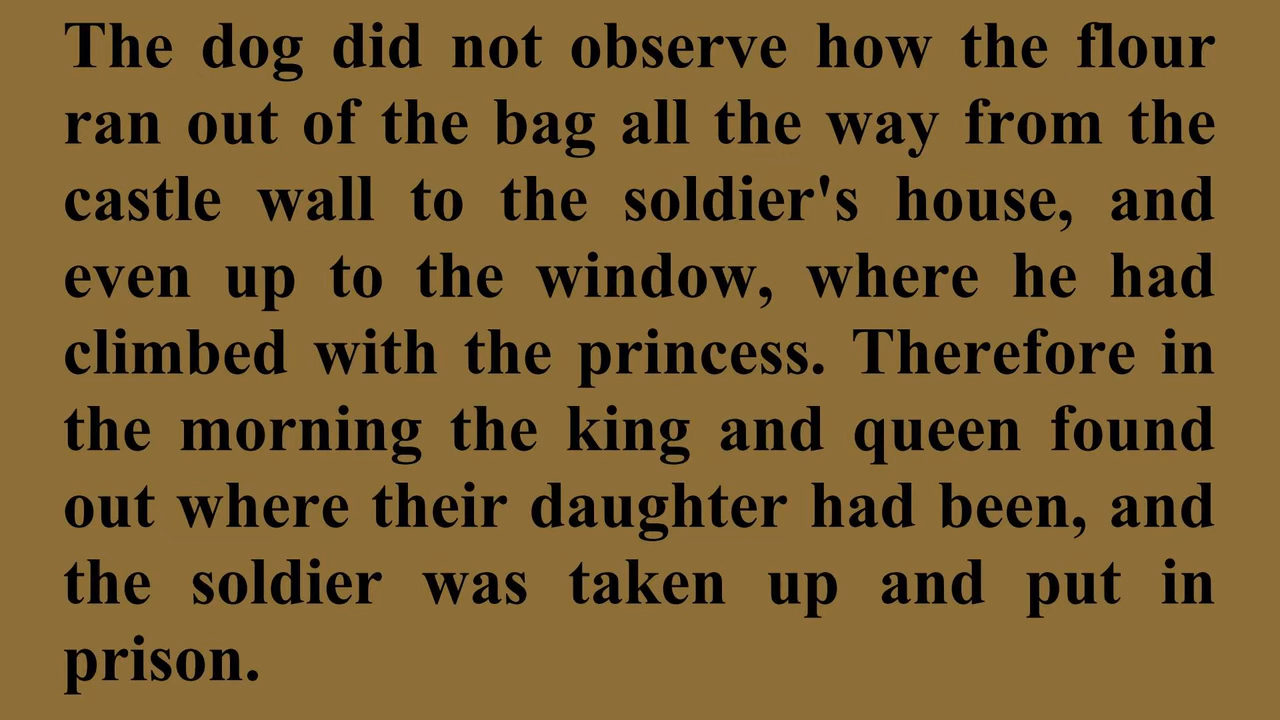 The dog did not observe how the flour
ran out of the bag all the way from the
castle wall to the soldier's house, and
even up to the window, where he had
climbed with the princess. Therefore in
the morning the king and queen found
out where their daughter had been, and
the soldier was taken up and put in
prison.